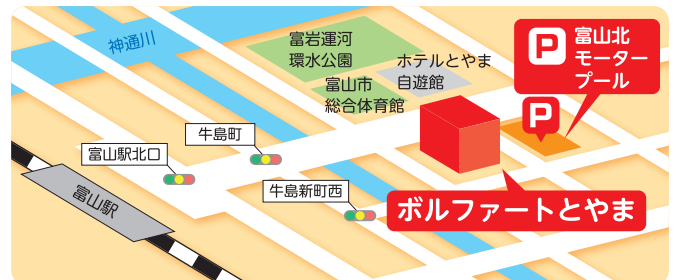 神通川
富岩運河
環水公園
ホテルとやま
自遊館
富山市
総合体育館
P
富山北
モーター
プール
P
牛島町
富山駅北口
牛島新町西
富山駅
ボルファートとやま